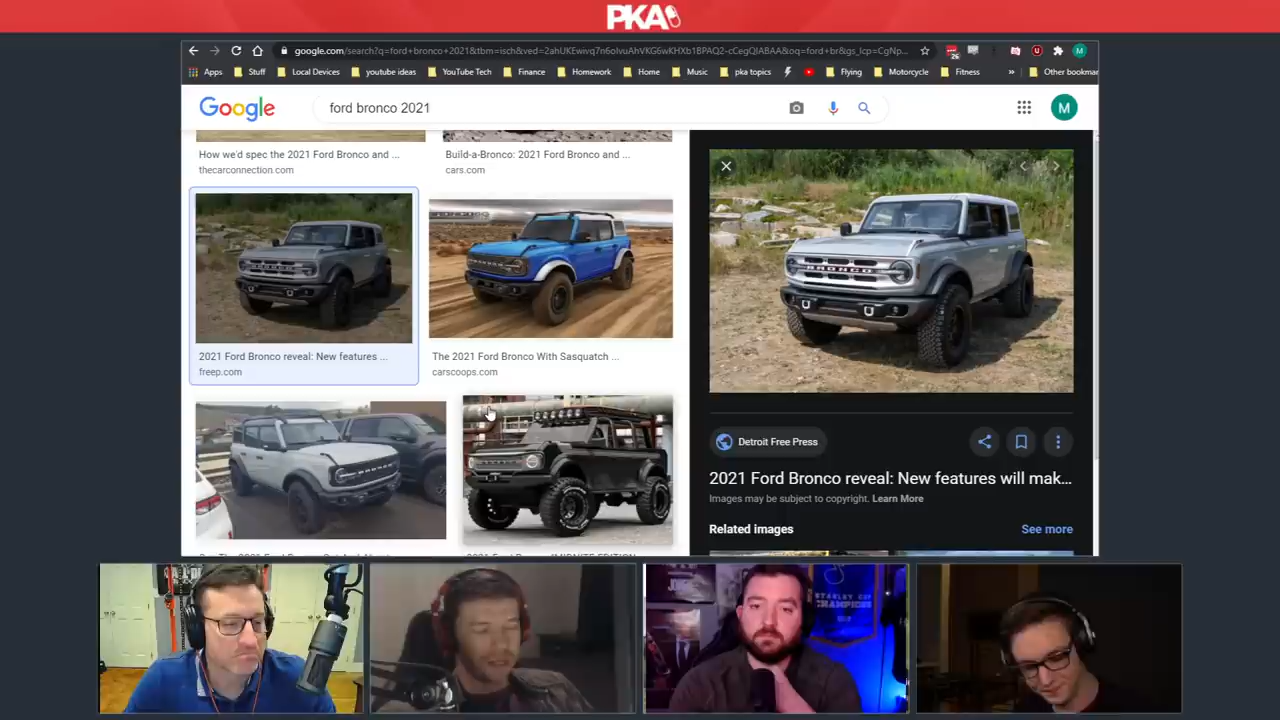 PKA
google.com/search?q=ford+bronco+2021&tbm=isch&ved=2ahUKEwivq7n6oIvuAhVKG6wKHXb1BPAQ2-cCegQIABAA&oq=ford+br&gs_lcp=CgNp...
Apps Stuff Local Devices youtube ideas YouTube Tech Finance Homework Home Music pka topics Flying Motorcycle Fitness » Other bookmar
Google ford bronco 2021 M
How we'd spec the 2021 Ford Bronco and ...
thecarconnection.com
Build-a-Bronco: 2021 Ford Bronco and ...
cars.com
BRONCO
2021 Ford Bronco reveal: New features ...
freep.com
The 2021 Ford Bronco With Sasquatch ...
carscoops.com
Detroit Free Press
2021 Ford Bronco reveal: New features will mak...
Images may be subject to copyright. Learn More
Related images See more
STANLEY CUP
CHAMPIONS